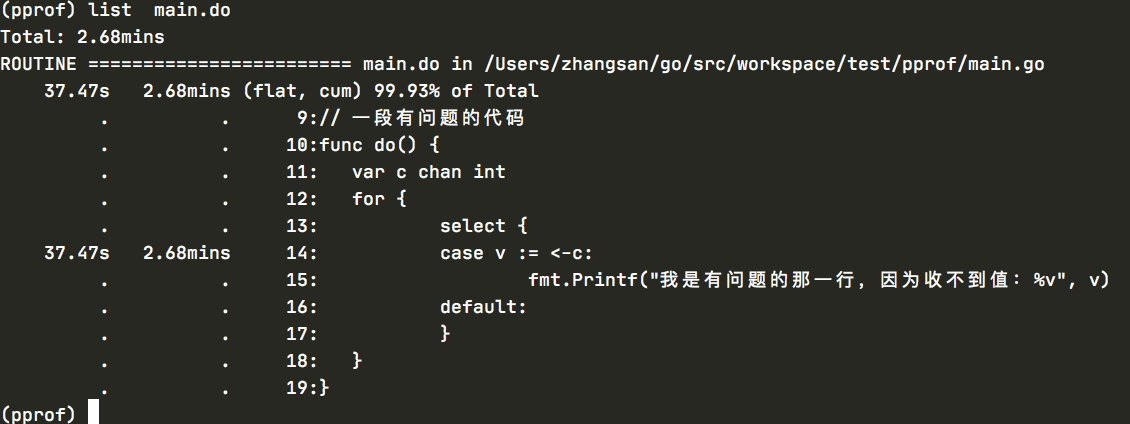 (pprof) list  main.do
Total: 2.68mins
ROUTINE ======================== main.do in /Users/zhangsan/go/src/workspace/test/pprof/main.go
    37.47s   2.68mins (flat, cum) 99.93% of Total
         .          .      9:// 一段有问题的代码
         .          .     10:func do() {
         .          .     11:   var c chan int
         .          .     12:   for {
         .          .     13:           select {
    37.47s   2.68mins     14:           case v := <-c:
         .          .     15:                   fmt.Printf("我是有问题的那一行，因为收不到值：%v", v)
         .          .     16:           default:
         .          .     17:           }
         .          .     18:   }
         .          .     19:}
(pprof)